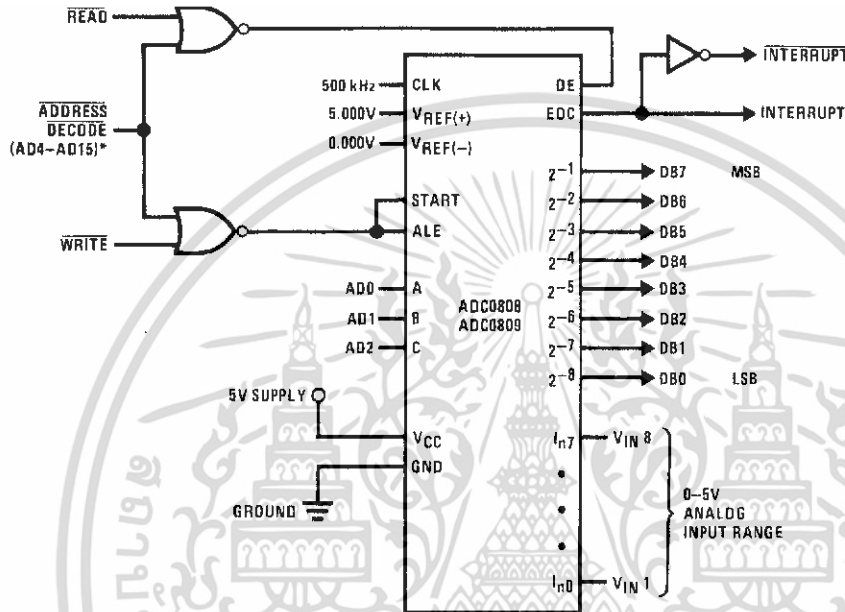 READ
ADDRESS
DECODE
(AD4–AD15)*
WRITE
500 kHz
5.000V
0.000V
CLK
VREF(+)
VREF(−)
START
ALE
AD0
AD1
AD2
A
B
C
5V SUPPLY
VCC
GND
GROUND
ADC0808
ADC0809
OE
EOC
INTERRUPT
INTERRUPT
2−1 DB7 MSB
2−2 DB6
2−3 DB5
2−4 DB4
2−5 DB3
2−6 DB2
2−7 DB1
2−8 DB0 LSB
In7 VIN 8
0–5V
ANALOG
INPUT RANGE
In0 VIN 1